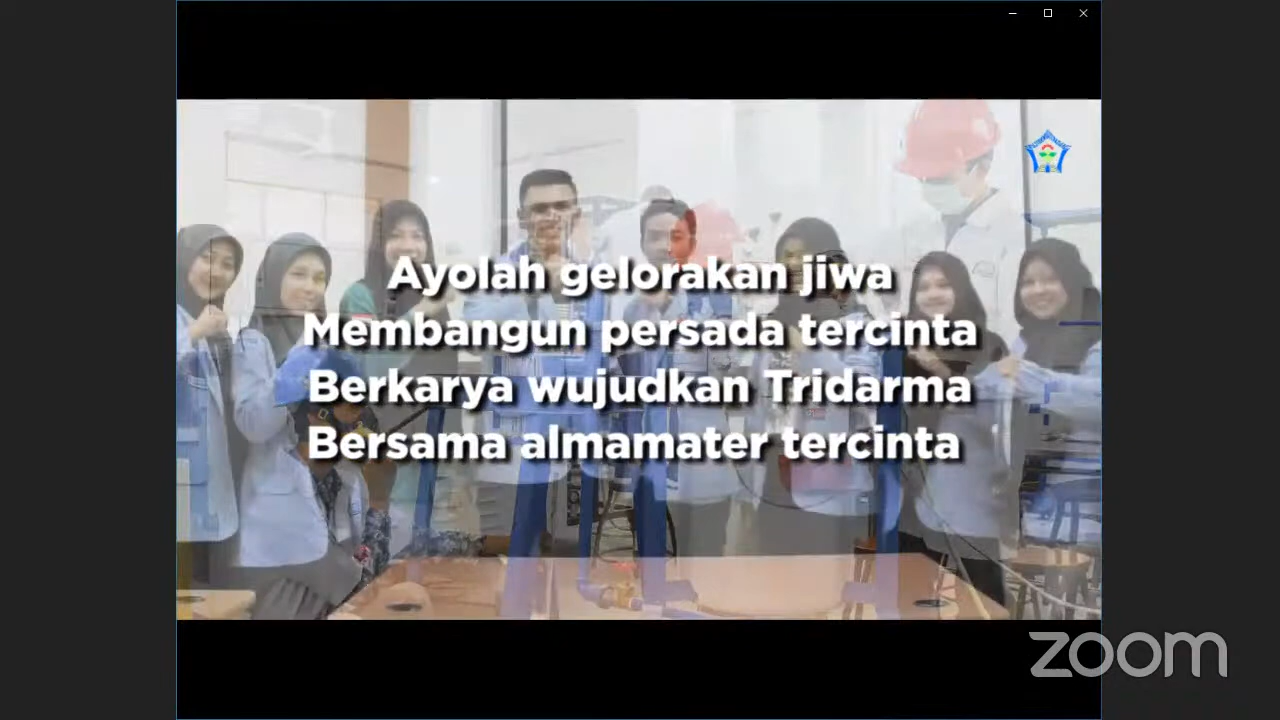 Ayolah gelorakan jiwa
Membangun persada tercinta
Berkarya wujudkan Tridarma
Bersama almamater tercinta
zoom